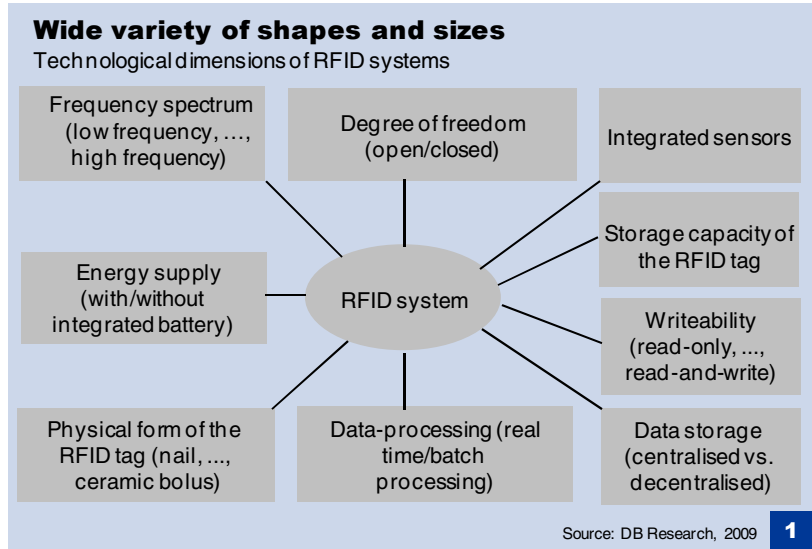 Wide variety of shapes and sizes
Technological dimensions of RFID systems
Frequency spectrum
(low frequency, …,
high frequency)
Degree of freedom
(open/closed)
Integrated sensors
Storage capacity of
the RFID tag
Energy supply
(with/without
integrated battery)
RFID system
Writeability
(read-only, ...,
read-and-write)
Physical form of the
RFID tag (nail, ...,
ceramic bolus)
Data-processing (real
time/batch
processing)
Data storage
(centralised vs.
decentralised)
Source: DB Research, 2009
1